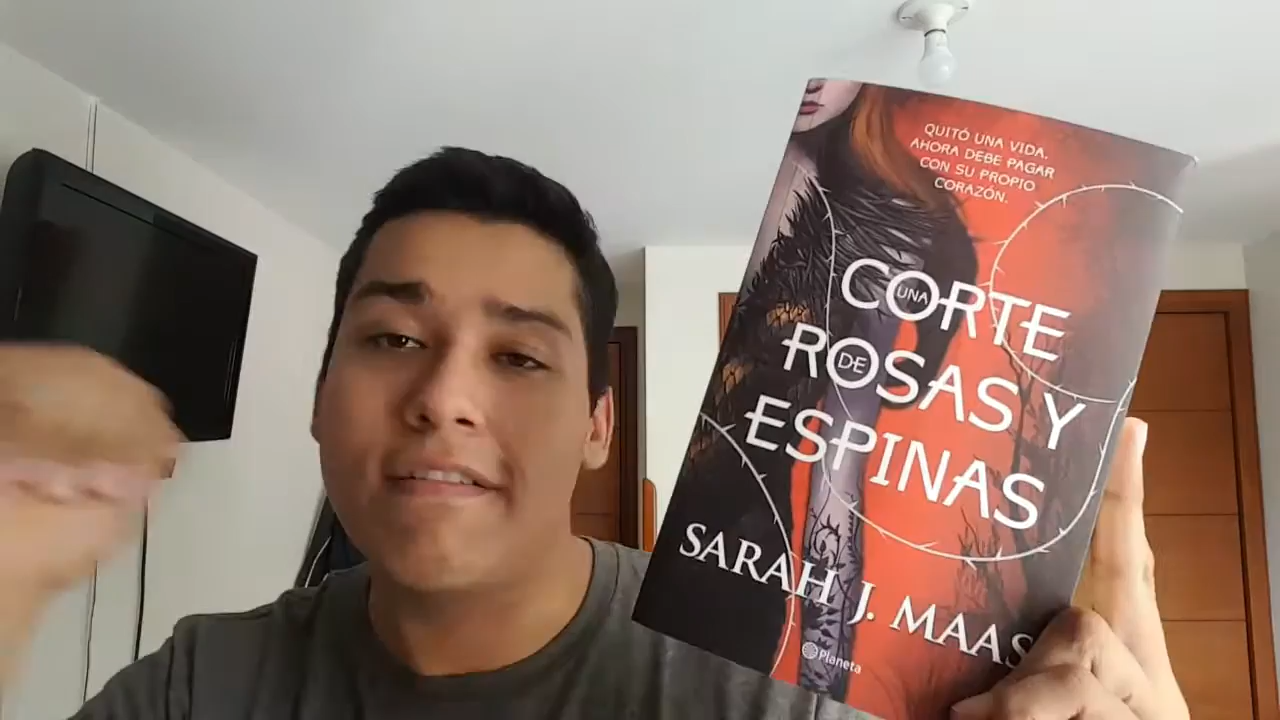 QUITÓ UNA VIDA.
AHORA DEBE PAGAR
CON SU PROPIO
CORAZÓN.
UNA CORTE
DE ROSAS Y
ESPINAS
SARAH J. MAAS
Planeta